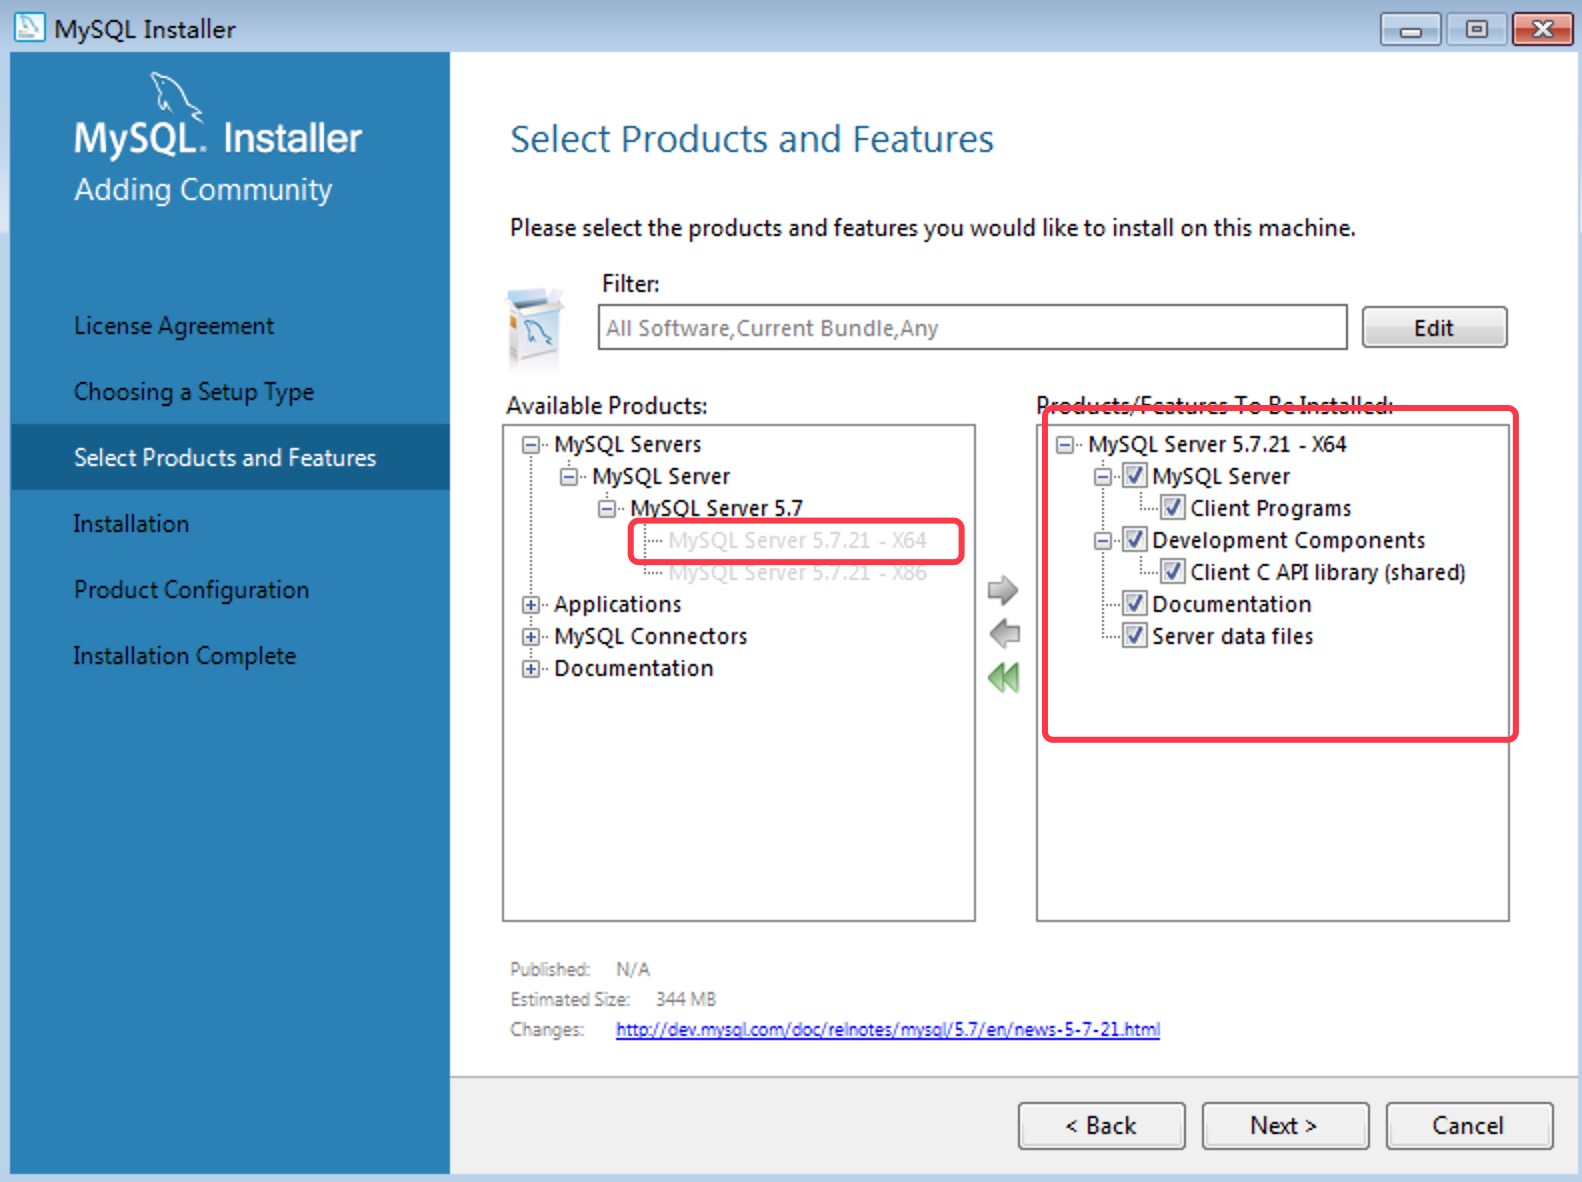 MySQL Installer
MySQL. Installer
Adding Community
License Agreement
Choosing a Setup Type
Select Products and Features
Installation
Product Configuration
Installation Complete
Select Products and Features
Please select the products and features you would like to install on this machine.
Filter:
All Software,Current Bundle,Any
Edit
Available Products:
MySQL Servers
MySQL Server
MySQL Server 5.7
MySQL Server 5.7.21 - X64
MySQL Server 5.7.21 - X86
Applications
MySQL Connectors
Documentation
Products/Features To Be Installed:
MySQL Server 5.7.21 - X64
MySQL Server
Client Programs
Development Components
Client C API library (shared)
Documentation
Server data files
Published: N/A
Estimated Size: 344 MB
Changes: http://dev.mysql.com/doc/relnotes/mysql/5.7/en/news-5-7-21.html
< Back
Next >
Cancel